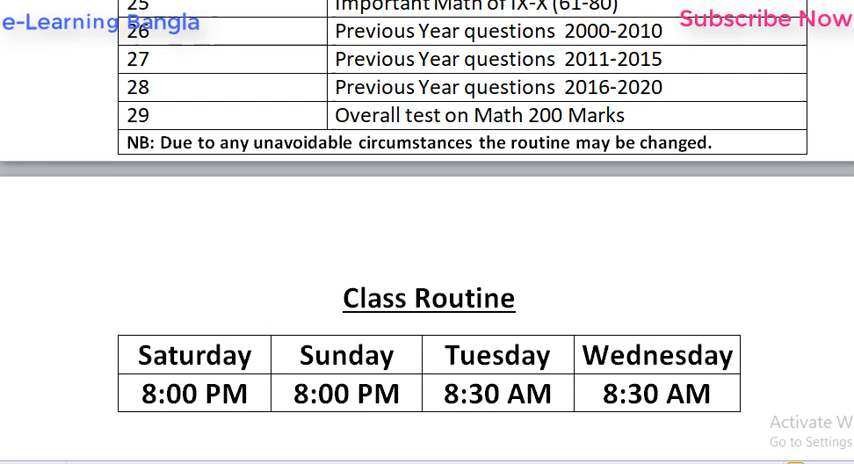 25 Important Math of IX-X (61-80)
e-Learning Bangla
Subscribe Now
26 Previous Year questions 2000-2010
27 Previous Year questions 2011-2015
28 Previous Year questions 2016-2020
29 Overall test on Math 200 Marks
NB: Due to any unavoidable circumstances the routine may be changed.
Class Routine
Saturday Sunday Tuesday Wednesday
8:00 PM 8:00 PM 8:30 AM 8:30 AM
Activate W
Go to Settings